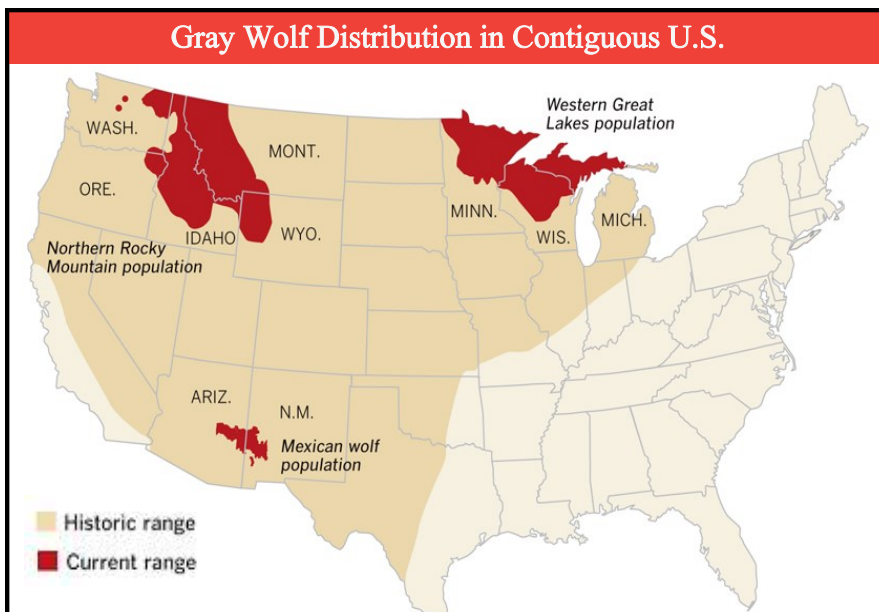 Gray Wolf Distribution in Contiguous U.S.
Western Great
Lakes population
WASH.
MONT.
ORE.
MINN.
MICH.
IDAHO
WYO.
WIS.
Northern Rocky
Mountain population
ARIZ.
N.M.
Mexican wolf
population
Historic range
Current range